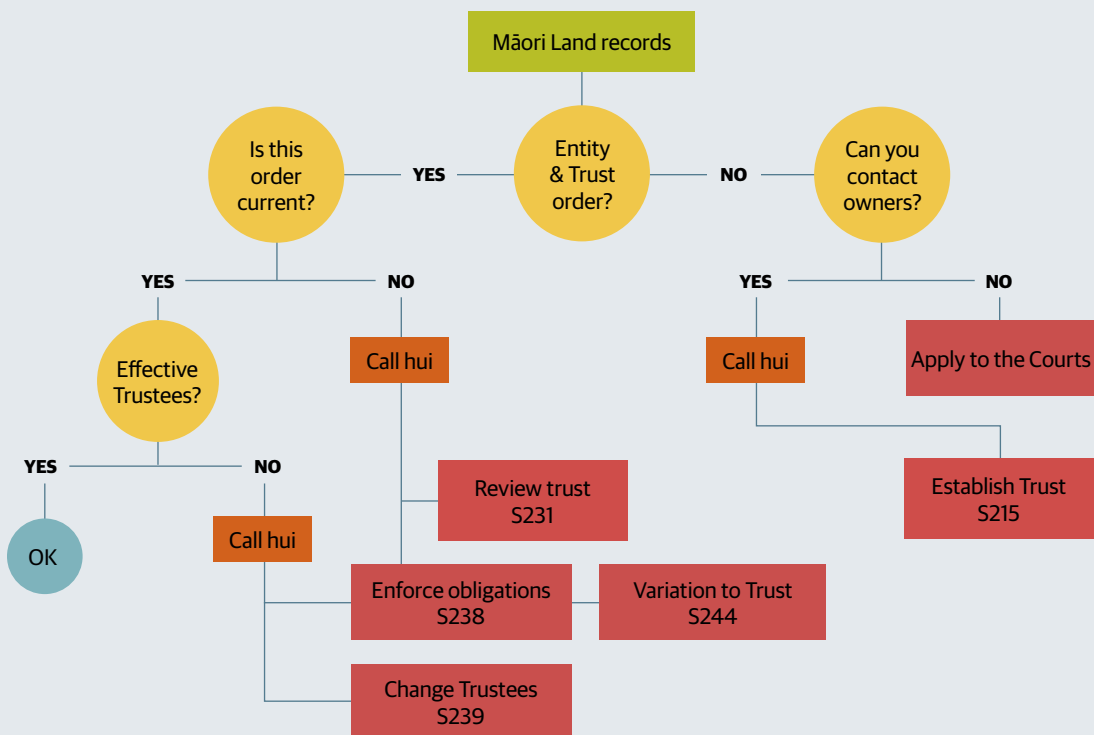 Māori Land records
Is this
order
current?
YES
Entity
& Trust
order?
NO
Can you
contact
owners?
YES
NO
YES
NO
Effective
Trustees?
Call hui
Call hui
Apply to the Courts
YES
NO
Review trust
S231
Establish Trust
S215
OK
Call hui
Enforce obligations
S238
Variation to Trust
S244
Change Trustees
S239